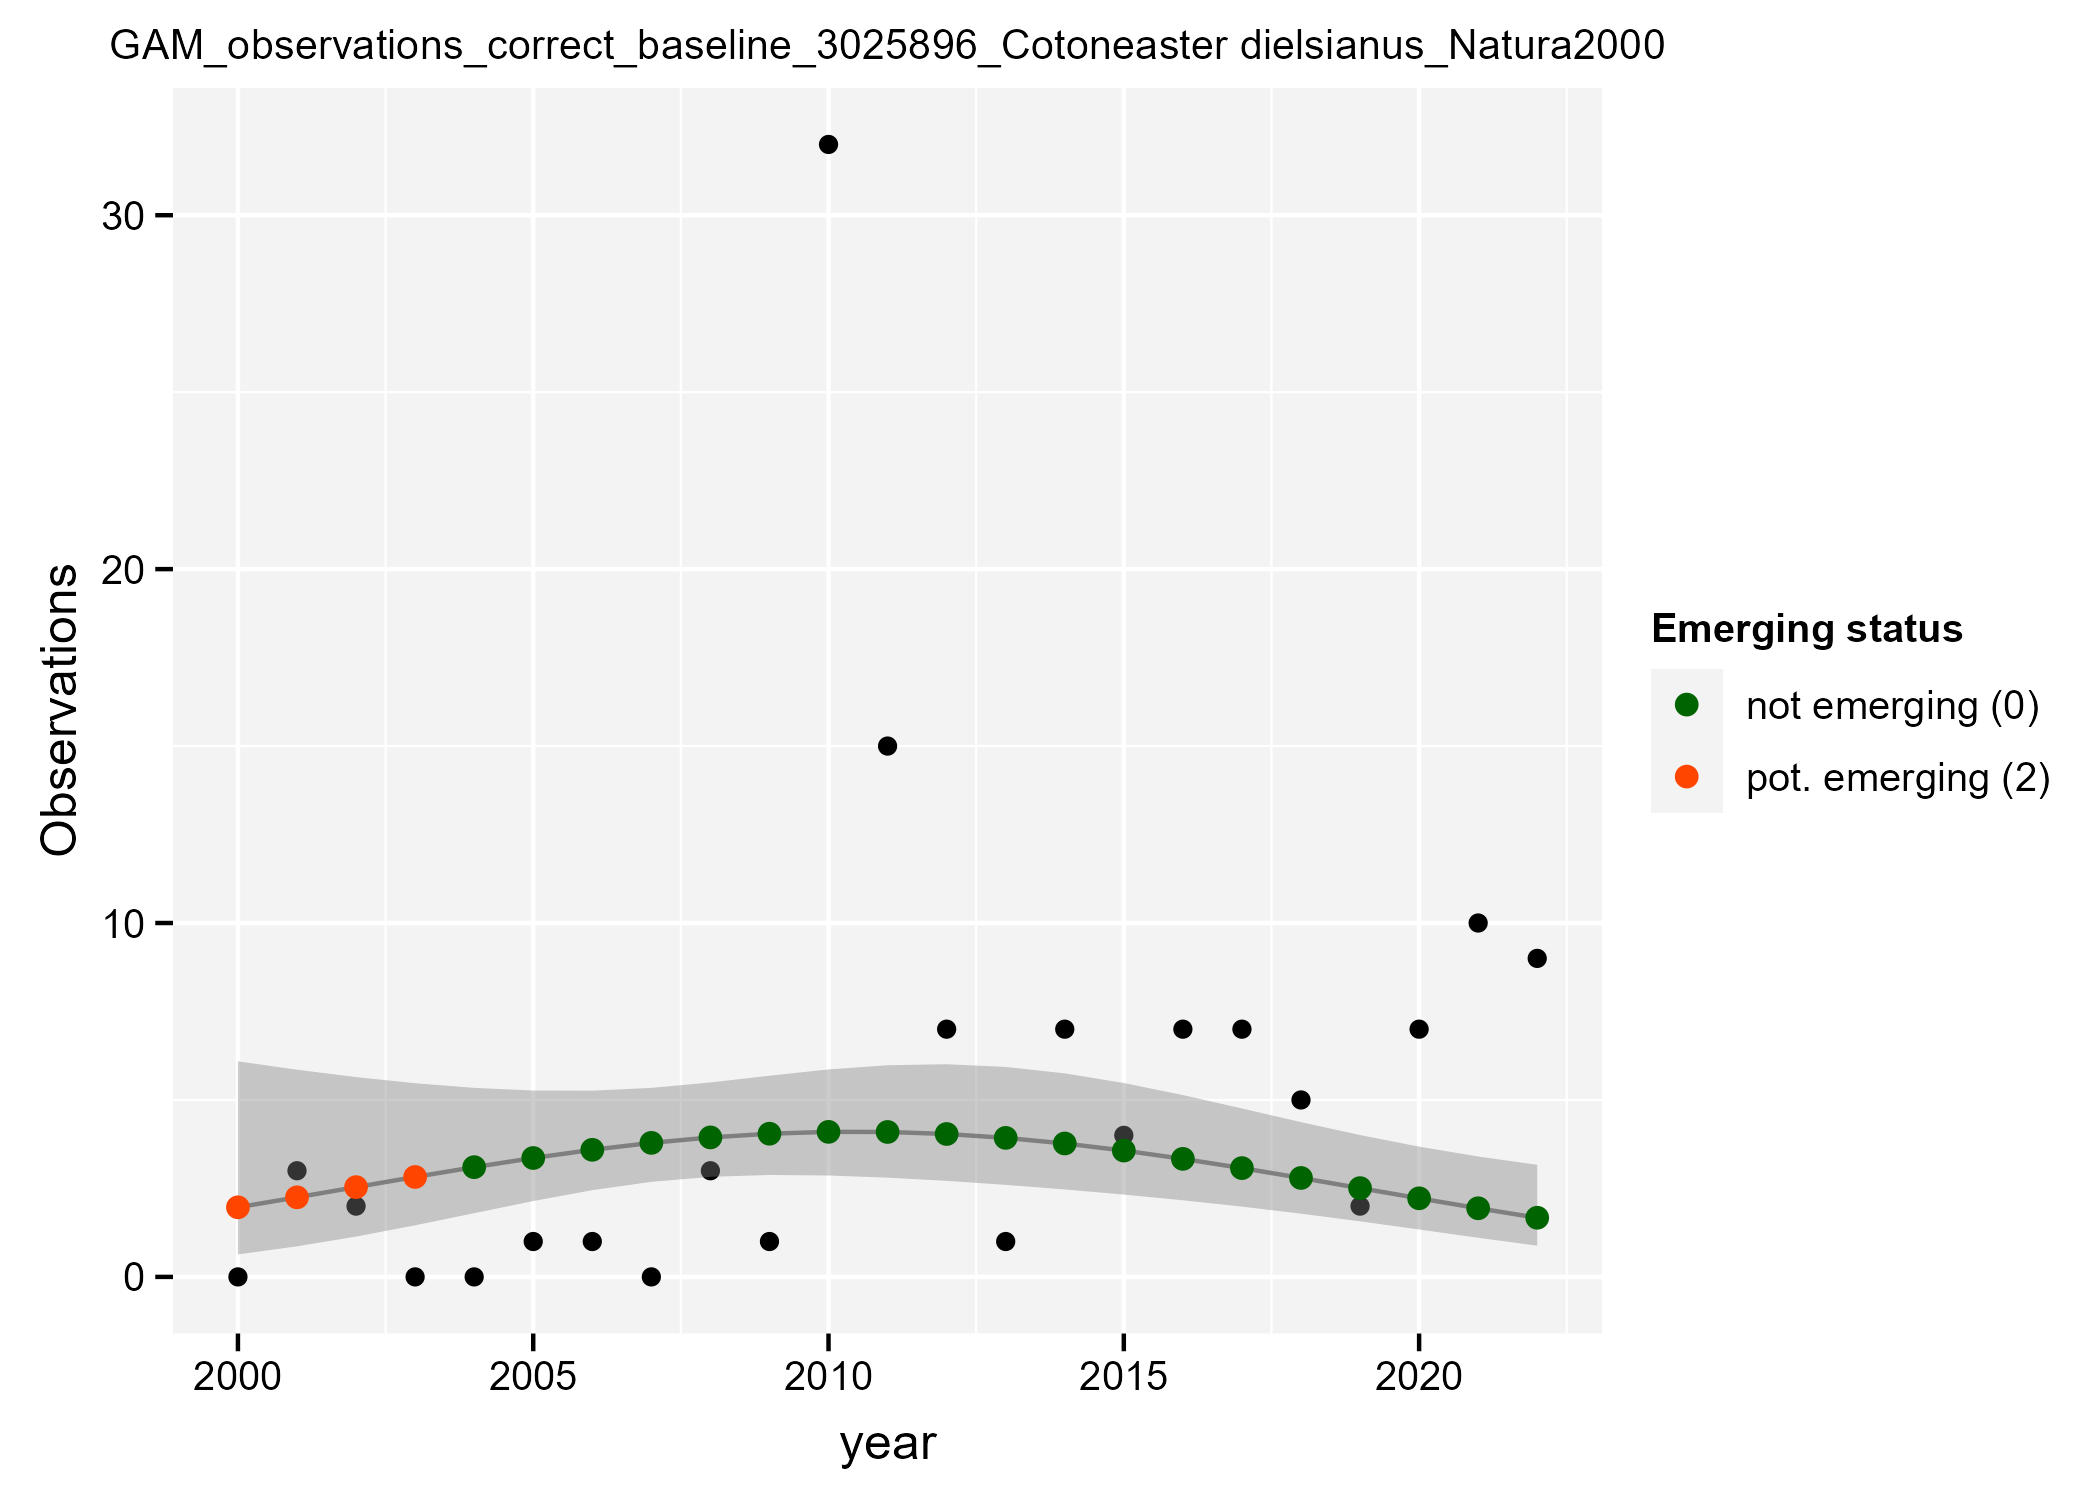 GAM_observations_correct_baseline_3025896_Cotoneaster dielsianus_Natura2000
Observations
30
20
10
0
2000 2005 2010 2015 2020
year
Emerging status
not emerging (0)
pot. emerging (2)